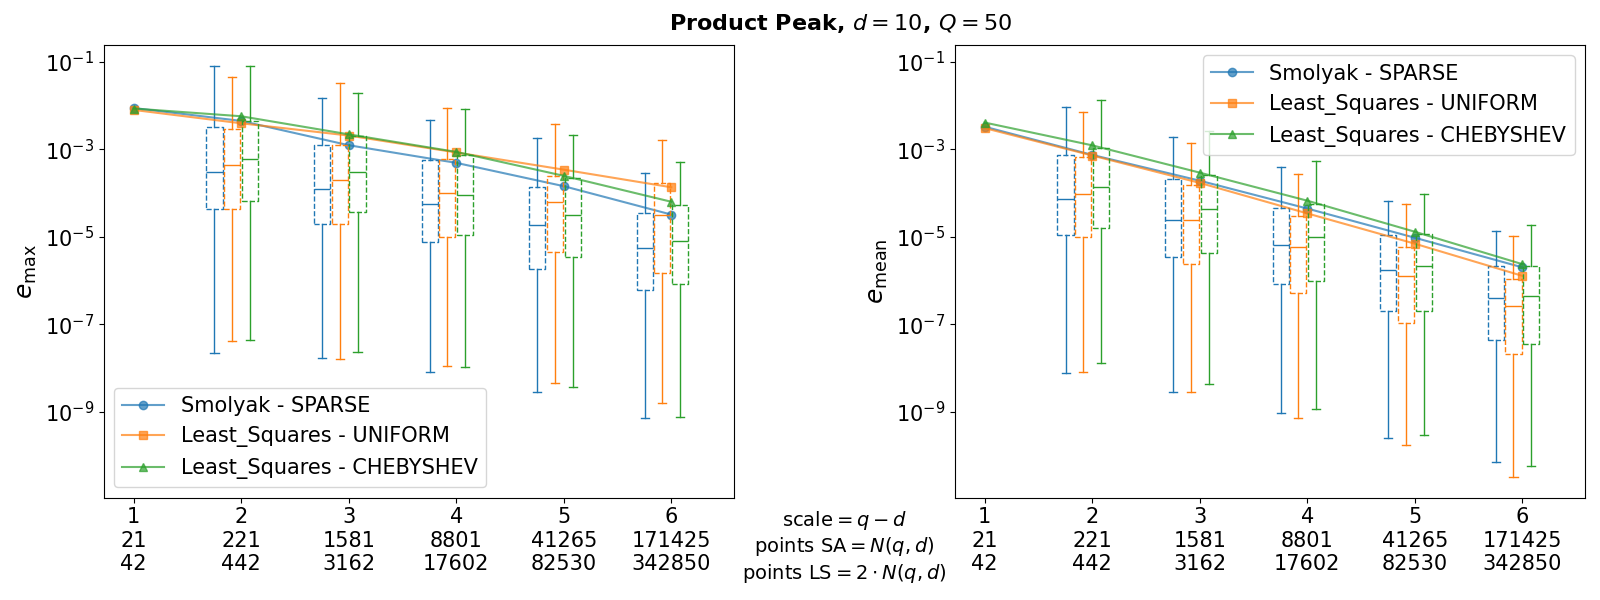 Product Peak, d = 10, Q = 50
10⁻¹
10⁻³
10⁻⁵
10⁻⁷
10⁻⁹
e_max
Smolyak - SPARSE
Least_Squares - UNIFORM
Least_Squares - CHEBYSHEV
1 2 3 4 5 6
21 221 1581 8801 41265 171425
42 442 3162 17602 82530 342850
scale = q − d
points SA = N(q, d)
points LS = 2 · N(q, d)
10⁻¹
10⁻³
10⁻⁵
10⁻⁷
10⁻⁹
e_mean
Smolyak - SPARSE
Least_Squares - UNIFORM
Least_Squares - CHEBYSHEV
1 2 3 4 5 6
21 221 1581 8801 41265 171425
42 442 3162 17602 82530 342850